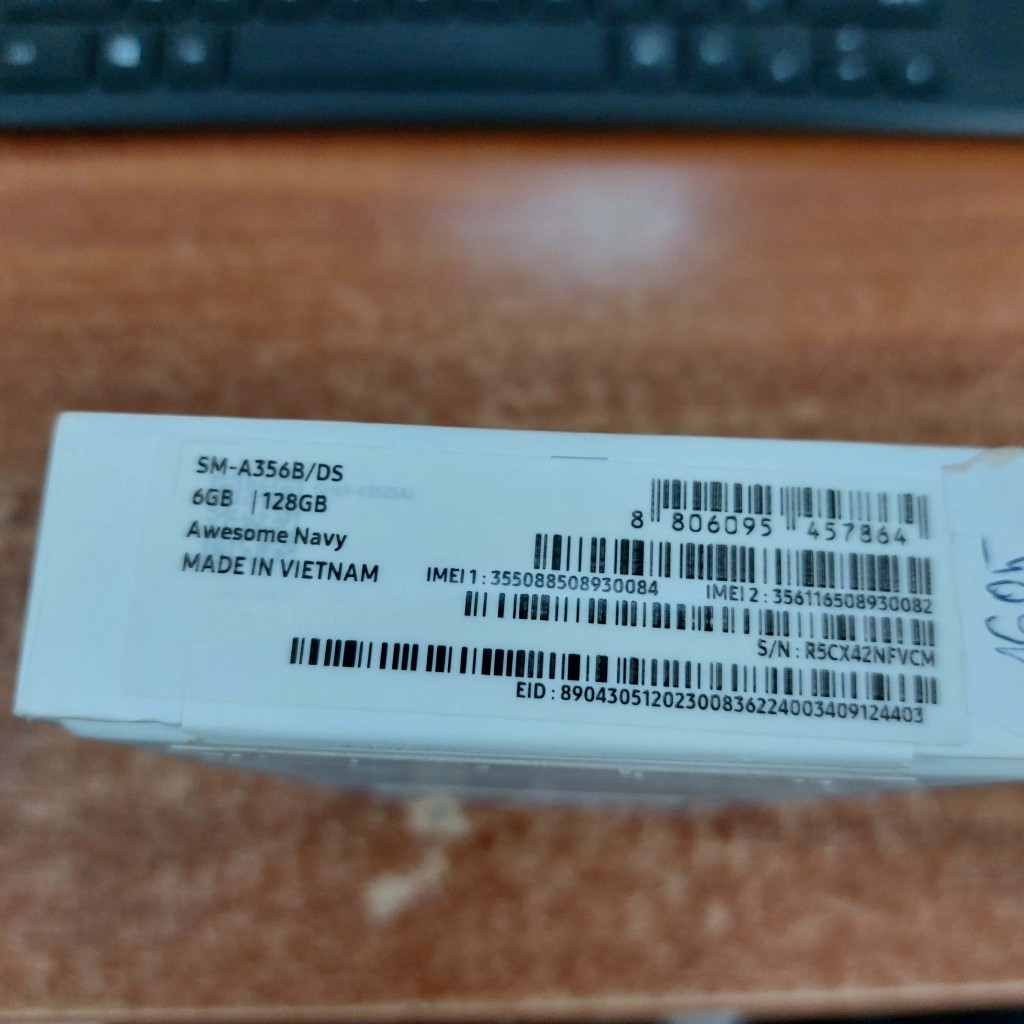 SM-A356B/DS
6GB | 128GB
Awesome Navy
MADE IN VIETNAM
8 806095 457864
IMEI 1 : 355088508930084 IMEI 2 : 356116508930082
S/N : R5CX42NFVCM
EID : 89043051202300836224003409124403
1605